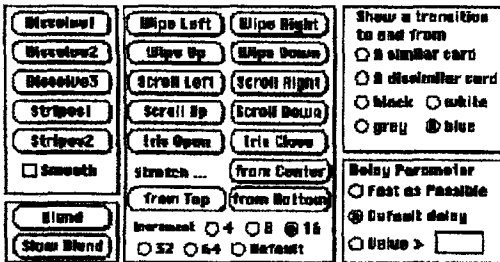 Dissolve1
Dissolve2
Dissolve3
Stripes1
Stripes2
Smooth
Blend
Slow Blend
Wipe Left Wipe Right
Wipe Up Wipe Down
Scroll Left Scroll Right
Scroll Up Scroll Down
Iris Open Iris Close
Stretch ... from Center
from Top from Bottom
Increment 4 8 16
32 64 Default
Show a transition
to and from
a similar card
a dissimilar card
black white
grey blue
Delay Parameter
Fast as Possible
Default delay
Value >